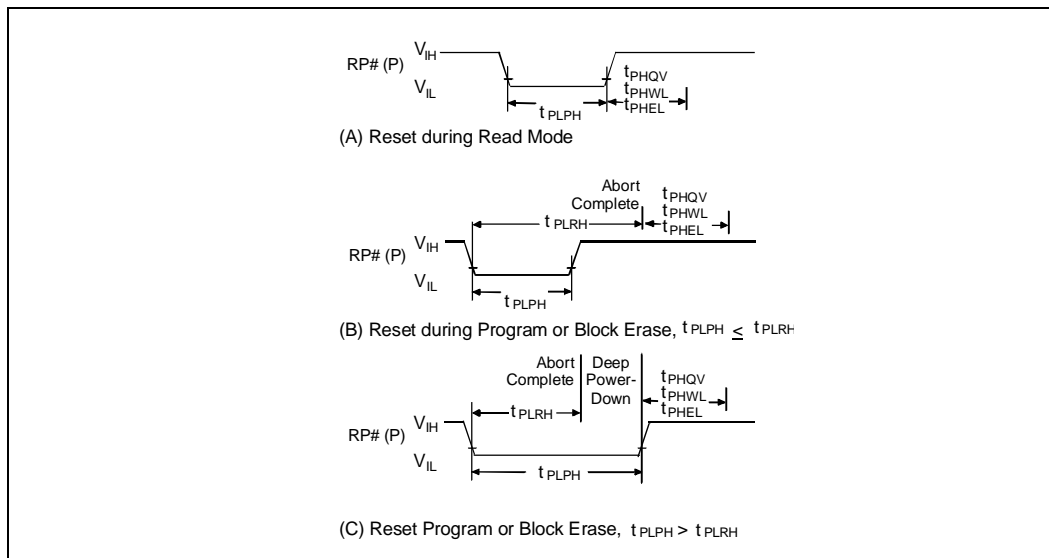 VIH
RP# (P)
VIL
tPLPH
tPHQV
tPHWL
tPHEL
(A) Reset during Read Mode
Abort
Complete
tPLRH
tPHQV
tPHWL
tPHEL
VIH
RP# (P)
VIL
tPLPH
(B) Reset during Program or Block Erase, tPLPH ≤ tPLRH
Abort
Complete
Deep
Power-
Down
tPHQV
tPHWL
tPHEL
tPLRH
VIH
RP# (P)
VIL
tPLPH
(C) Reset Program or Block Erase, tPLPH > tPLRH